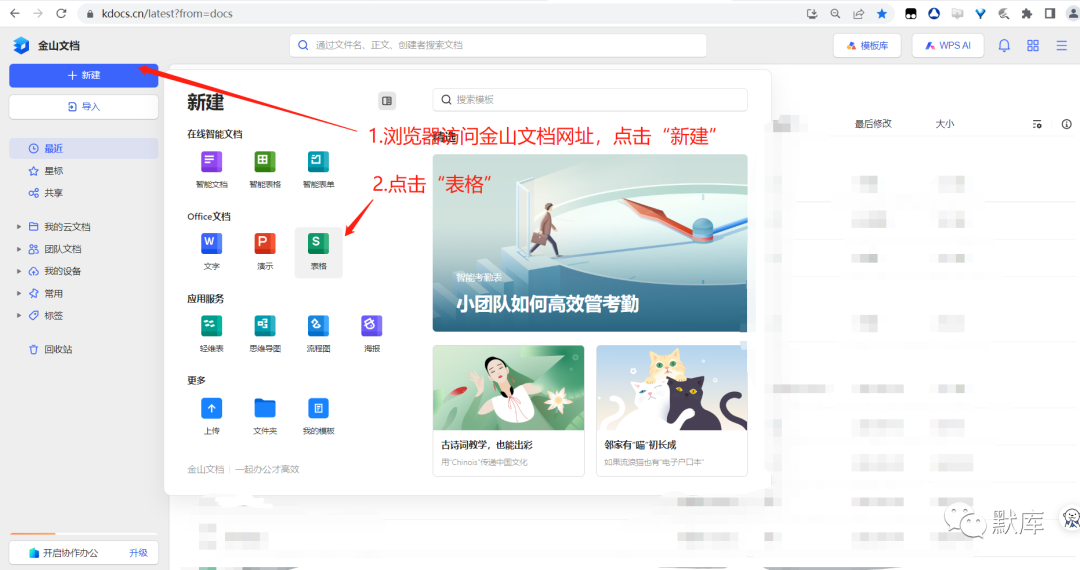 kdocs.cn/latest?from=docs
金山文档
通过文件名、正文、创建者搜索文档
模板库
WPS AI
新建
导入
最近
星标
共享
我的云文档
团队文档
我的设备
常用
标签
回收站
开启协作办公
升级
新建
在线智能文档
智能文档
智能表格
智能表单
Office文档
W
文字
P
演示
S
表格
应用服务
轻维表
思维导图
流程图
海报
更多
上传
文件夹
我的模板
金山文档
一起办公才高效
搜索模板
精选
1.浏览器访问金山文档网址，点击“新建”
2.点击“表格”
智能考勤表
小团队如何高效管考勤
古诗词教学，也能出彩
用"Chinois"传递中国文化
邻家有"喵"初长成
如果流浪猫也有"电子户口本"
最后修改
大小
默库